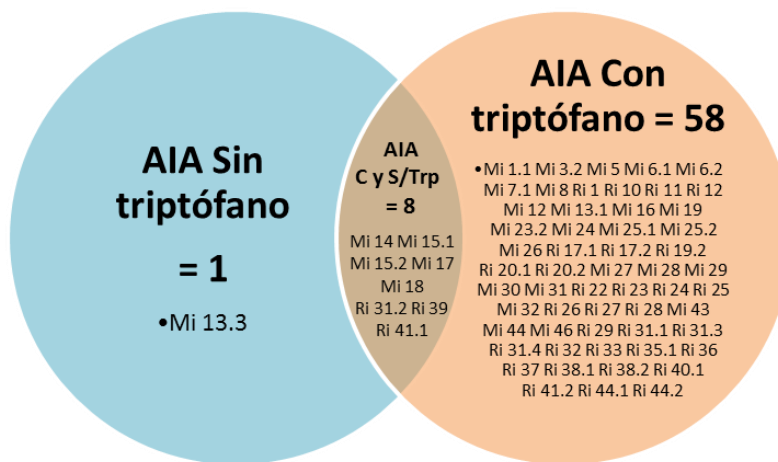 AIA Sin
triptófano
= 1
•Mi 13.3
AIA
C y S/Trp
= 8
Mi 14 Mi 15.1
Mi 15.2 Mi 17
Mi 18
Ri 31.2 Ri 39
Ri 41.1
AIA Con
triptófano = 58
•Mi 1.1 Mi 3.2 Mi 5 Mi 6.1 Mi 6.2
Mi 7.1 Mi 8 Ri 1 Ri 10 Ri 11 Ri 12
Mi 12 Mi 13.1 Mi 16 Mi 19
Mi 23.2 Mi 24 Mi 25.1 Mi 25.2
Mi 26 Ri 17.1 Ri 17.2 Ri 19.2
Ri 20.1 Ri 20.2 Mi 27 Mi 28 Mi 29
Mi 30 Mi 31 Ri 22 Ri 23 Ri 24 Ri 25
Mi 32 Ri 26 Ri 27 Ri 28 Mi 43
Mi 44 Mi 46 Ri 29 Ri 31.1 Ri 31.3
Ri 31.4 Ri 32 Ri 33 Ri 35.1 Ri 36
Ri 37 Ri 38.1 Ri 38.2 Ri 40.1
Ri 41.2 Ri 44.1 Ri 44.2